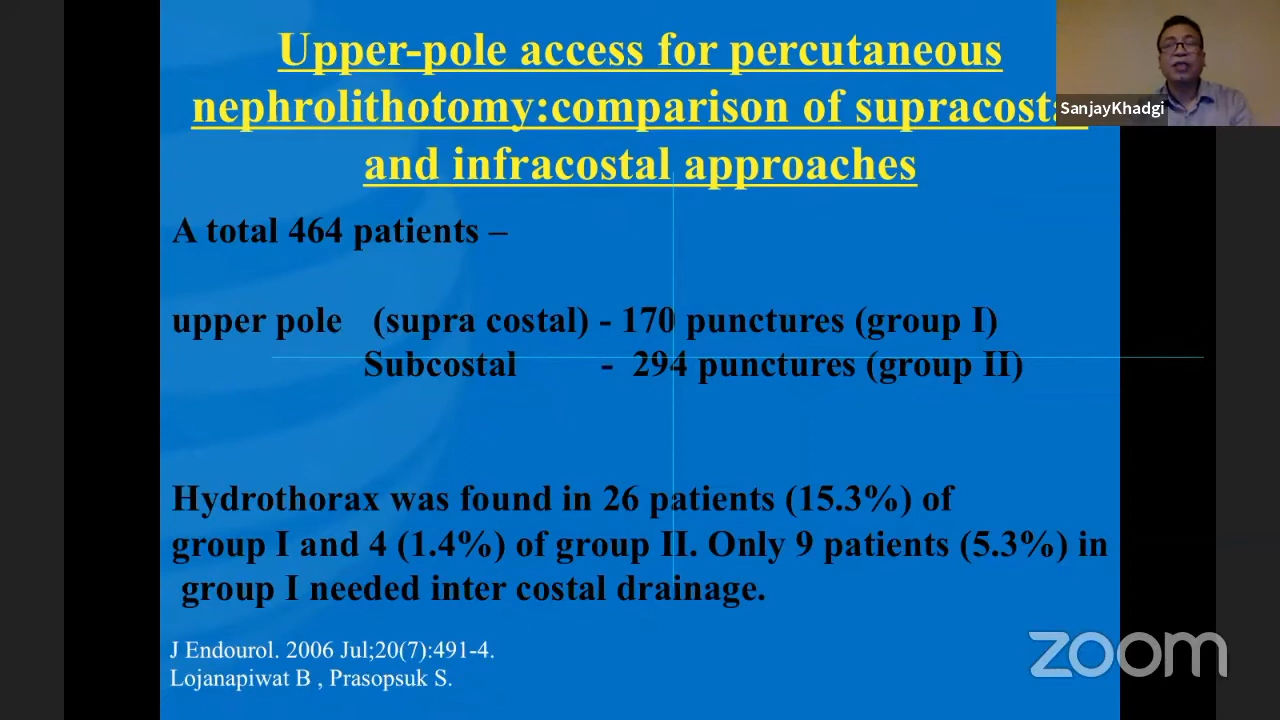 Upper-pole access for percutaneous
nephrolithotomy:comparison of supracost
and infracostal approaches
SanjayKhadgi
A total 464 patients –
upper pole (supra costal) - 170 punctures (group I)
Subcostal - 294 punctures (group II)
Hydrothorax was found in 26 patients (15.3%) of
group I and 4 (1.4%) of group II. Only 9 patients (5.3%) in
group I needed inter costal drainage.
J Endourol. 2006 Jul;20(7):491-4.
Lojanapiwat B , Prasopsuk S.
zoom